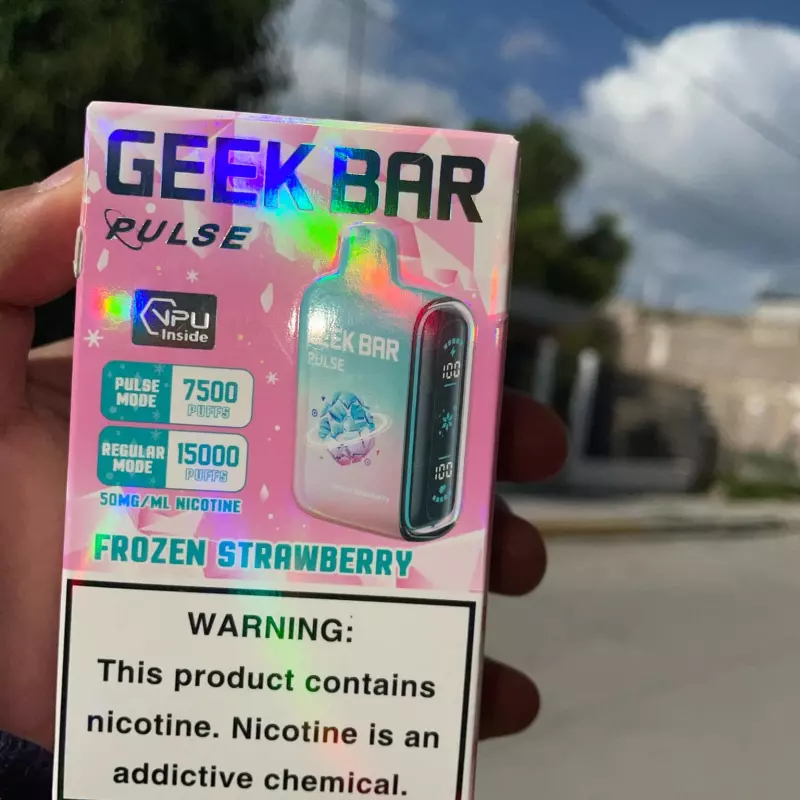 GEEK BAR
PULSE
VPU
Inside
PULSE MODE
7500 PUFFS
REGULAR MODE
15000 PUFFS
50MG/ML NICOTINE
GEEK BAR
PULSE
100
100
FROZEN STRAWBERRY
WARNING:
This product contains
nicotine. Nicotine is an
addictive chemical.